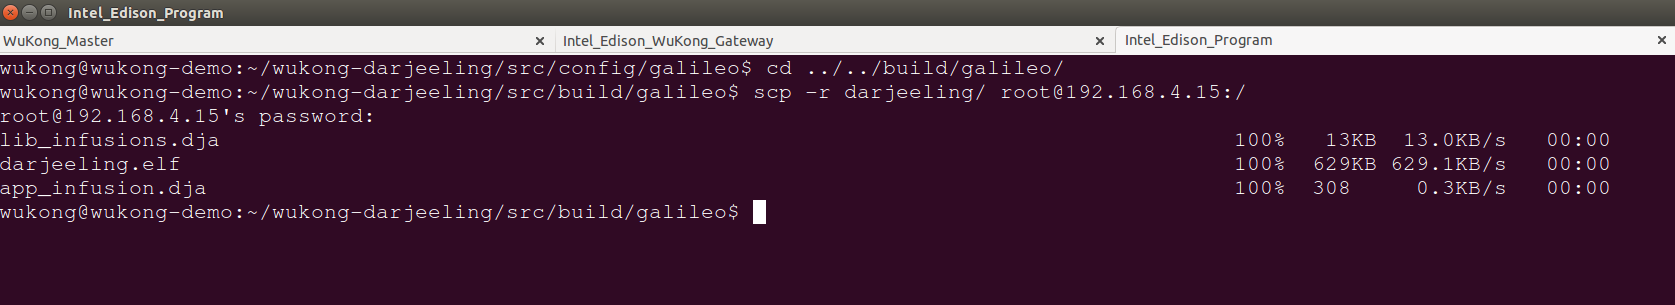 Intel_Edison_Program
WuKong_Master × Intel_Edison_WuKong_Gateway × Intel_Edison_Program ×
wukong@wukong-demo:~/wukong-darjeeling/src/config/galileo$ cd ../../build/galileo/
wukong@wukong-demo:~/wukong-darjeeling/src/build/galileo$ scp -r darjeeling/ root@192.168.4.15:/
root@192.168.4.15's password:
lib_infusions.dja 100% 13KB 13.0KB/s 00:00
darjeeling.elf 100% 629KB 629.1KB/s 00:00
app_infusion.dja 100% 308 0.3KB/s 00:00
wukong@wukong-demo:~/wukong-darjeeling/src/build/galileo$